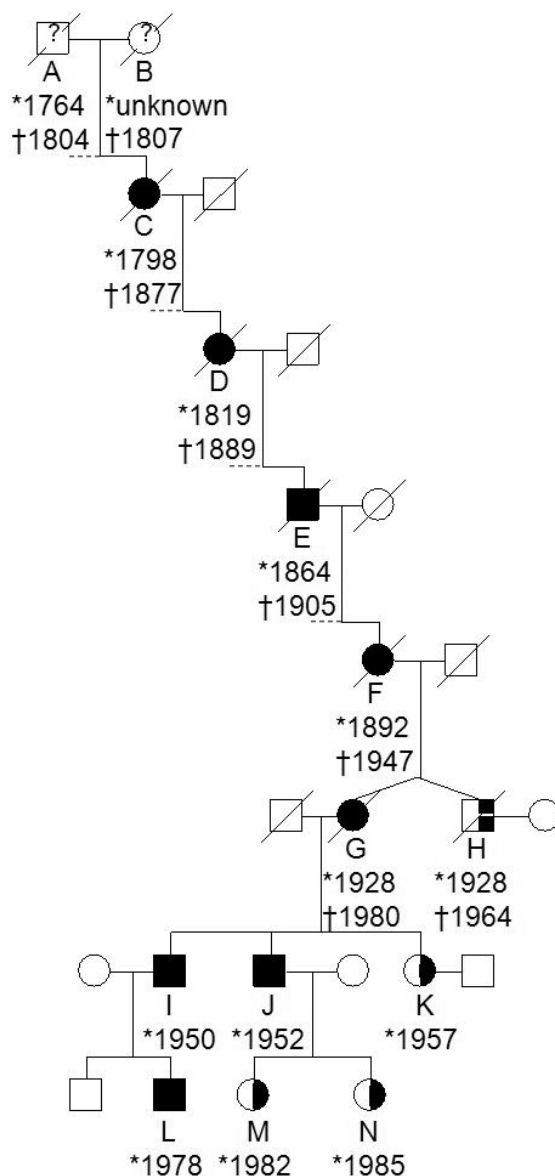 ? ?
A B
*1764 *unknown
†1804 †1807
C
*1798
†1877
D
*1819
†1889
E
*1864
†1905
F
*1892
†1947
G H
*1928 *1928
†1980 †1964
I J K
*1950 *1952 *1957
L M N
*1978 *1982 *1985